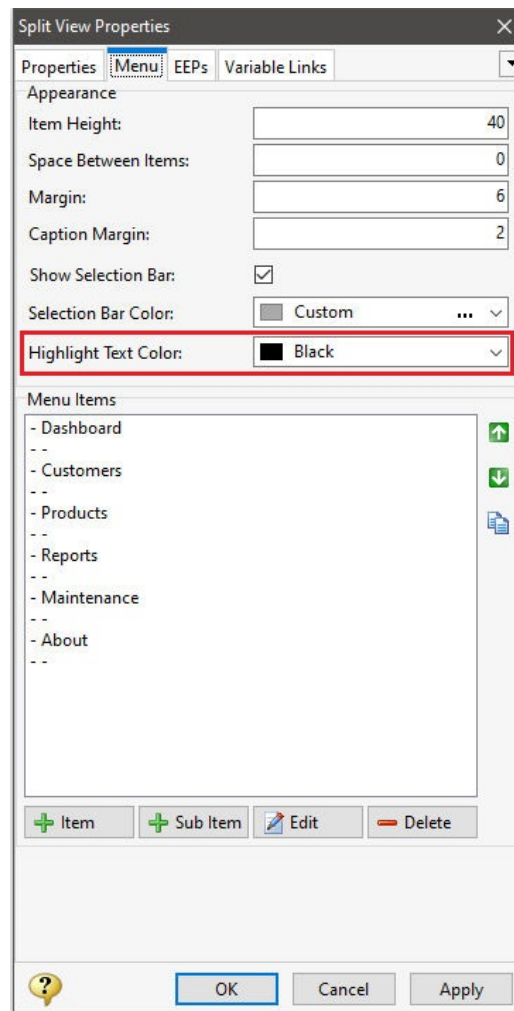 Split View Properties
Properties Menu EEPs Variable Links
Appearance
Item Height: 40
Space Between Items: 0
Margin: 6
Caption Margin: 2
Show Selection Bar:
Selection Bar Color: Custom ...
Highlight Text Color: Black
Menu Items
- Dashboard
- -
- Customers
- -
- Products
- -
- Reports
- -
- Maintenance
- -
- About
- -
Item Sub Item Edit Delete
? OK Cancel Apply